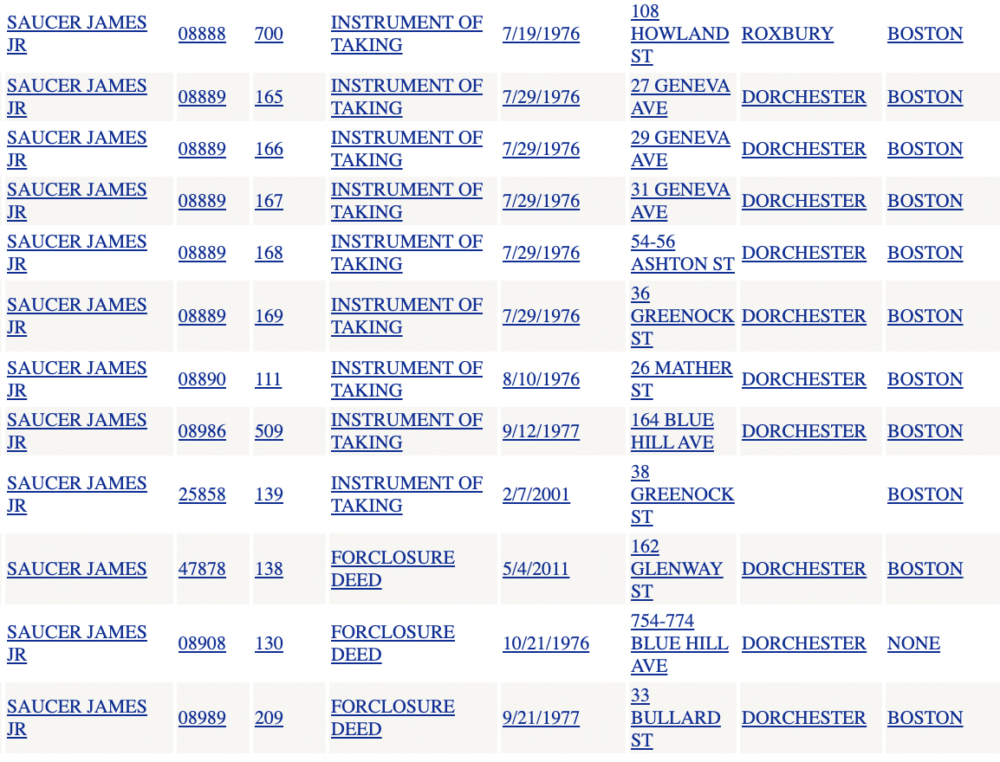 SAUCER JAMES JR 08888 700 INSTRUMENT OF TAKING 7/19/1976 108 HOWLAND ST ROXBURY BOSTON
SAUCER JAMES JR 08889 165 INSTRUMENT OF TAKING 7/29/1976 27 GENEVA AVE DORCHESTER BOSTON
SAUCER JAMES JR 08889 166 INSTRUMENT OF TAKING 7/29/1976 29 GENEVA AVE DORCHESTER BOSTON
SAUCER JAMES JR 08889 167 INSTRUMENT OF TAKING 7/29/1976 31 GENEVA AVE DORCHESTER BOSTON
SAUCER JAMES JR 08889 168 INSTRUMENT OF TAKING 7/29/1976 54-56 ASHTON ST DORCHESTER BOSTON
SAUCER JAMES JR 08889 169 INSTRUMENT OF TAKING 7/29/1976 36 GREENOCK ST DORCHESTER BOSTON
SAUCER JAMES JR 08890 111 INSTRUMENT OF TAKING 8/10/1976 26 MATHER ST DORCHESTER BOSTON
SAUCER JAMES JR 08986 509 INSTRUMENT OF TAKING 9/12/1977 164 BLUE HILL AVE DORCHESTER BOSTON
SAUCER JAMES JR 25858 139 INSTRUMENT OF TAKING 2/7/2001 38 GREENOCK ST BOSTON
SAUCER JAMES 47878 138 FORCLOSURE DEED 5/4/2011 162 GLENWAY ST DORCHESTER BOSTON
SAUCER JAMES JR 08908 130 FORCLOSURE DEED 10/21/1976 754-774 BLUE HILL AVE DORCHESTER NONE
SAUCER JAMES JR 08989 209 FORCLOSURE DEED 9/21/1977 33 BULLARD ST DORCHESTER BOSTON